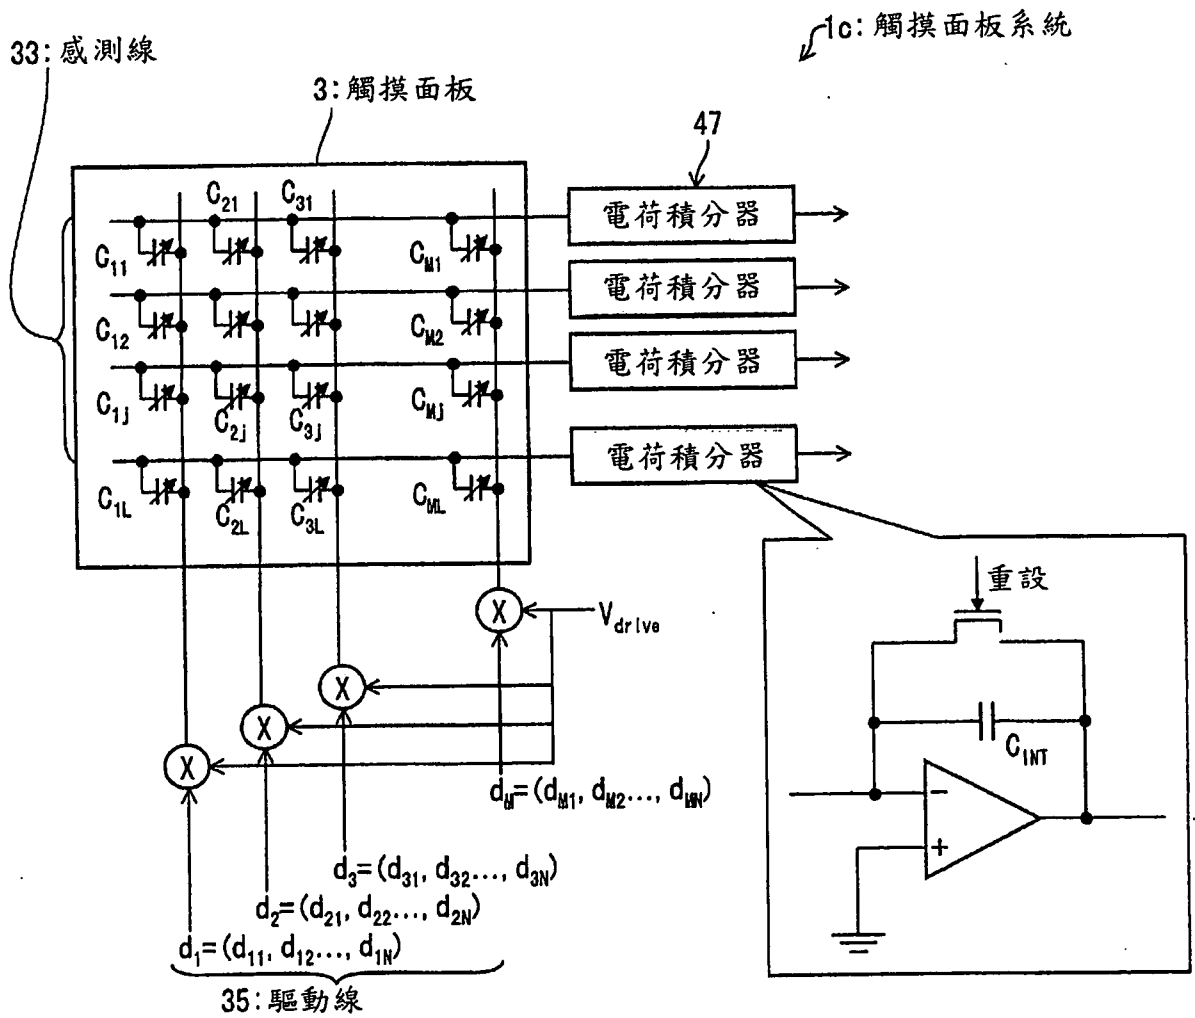 1c:觸摸面板系統
33:感測線
3:觸摸面板
47
C21 C31
電荷積分器
C11 CM1
電荷積分器
C12 CM2
電荷積分器
C1j C2j C3j CMj
電荷積分器
C1L C2L C3L CML
重設
X
Vdrive
X
X
X
CINT
−
+
dM=(dM1, dM2..., dMN)
d3=(d31, d32..., d3N)
d2=(d21, d22..., d2N)
d1=(d11, d12..., d1N)
35:驅動線